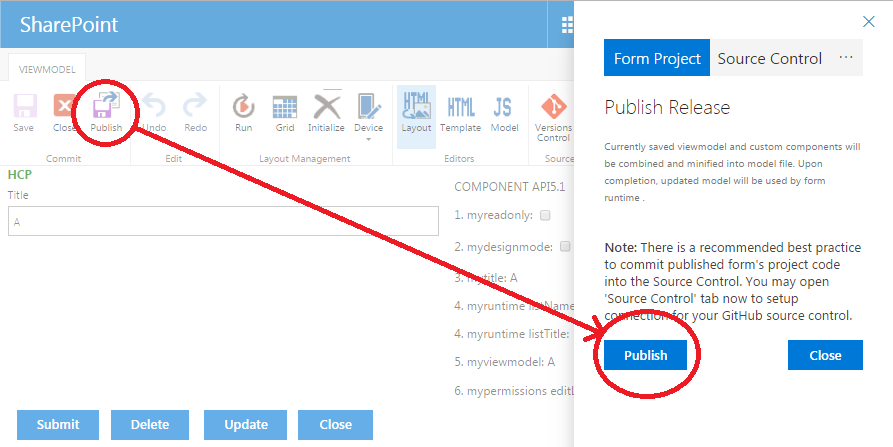 SharePoint
VIEWMODEL
Save Close Publish Undo Redo Run Grid Initialize Device Layout Template Model Versions Control
HTML HTML JS
Commit Edit Layout Management Editors Source
HCP
Title
A
COMPONENT API5.1
1. myreadonly:
2. mydesignmode:
3. mytitle: A
4. myruntime listName
4. myruntime listTitle:
5. myviewmodel: A
6. mypermissions editL
Submit Delete Update Close
Form Project Source Control ...
Publish Release
Currently saved viewmodel and custom components will
be combined and minified into model file. Upon
completion, updated model will be used by form
runtime .
Note: There is a recommended best practice
to commit published form's project code
into the Source Control. You may open
'Source Control' tab now to setup
connection for your GitHub source control.
Publish Close